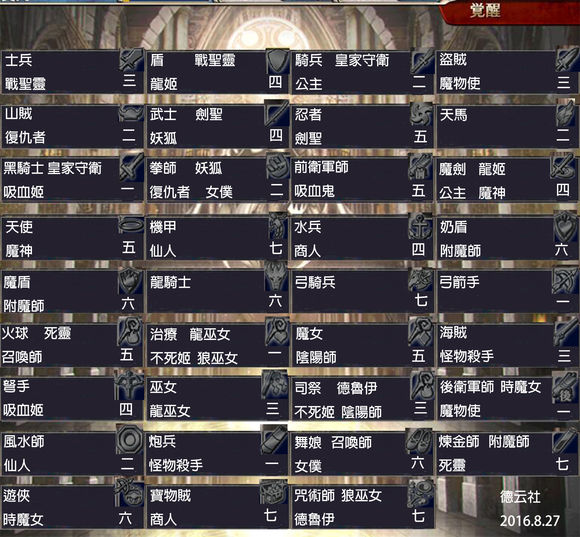 覚醒
士兵
戰聖靈 三
盾 戰聖靈
龍姬 四
騎兵 皇家守衛
公主 二
盜賊
魔物使 三
山賊
復仇者 二
武士 劍聖
妖狐 四
忍者
劍聖 五
天馬
二
黑騎士 皇家守衛
吸血姬 一
拳師 妖狐
復仇者 女僕 二
前衛軍師
吸血鬼 五
魔劍 龍姬
公主 魔神 四
天使
魔神 五
機甲
仙人 七
水兵
商人 四
奶盾
附魔師 六
魔盾
附魔師 六
龍騎士
六
弓騎兵
七
弓箭手
一
火球 死靈
召喚師 五
治療 龍巫女
不死姬 狼巫女 一
魔女
陰陽師 五
海賊
怪物殺手 三
弩手
吸血姬 四
巫女
龍巫女 三
司祭 德魯伊
不死姬 陰陽師 三
後衛軍師 時魔女
魔物使 一
風水師
仙人 二
炮兵
怪物殺手 一
舞娘 召喚師
女僕 六
煉金師 附魔師
死靈 七
遊俠
時魔女 六
寶物賊
商人 七
咒術師 狼巫女
德魯伊 七
德云社
2016.8.27